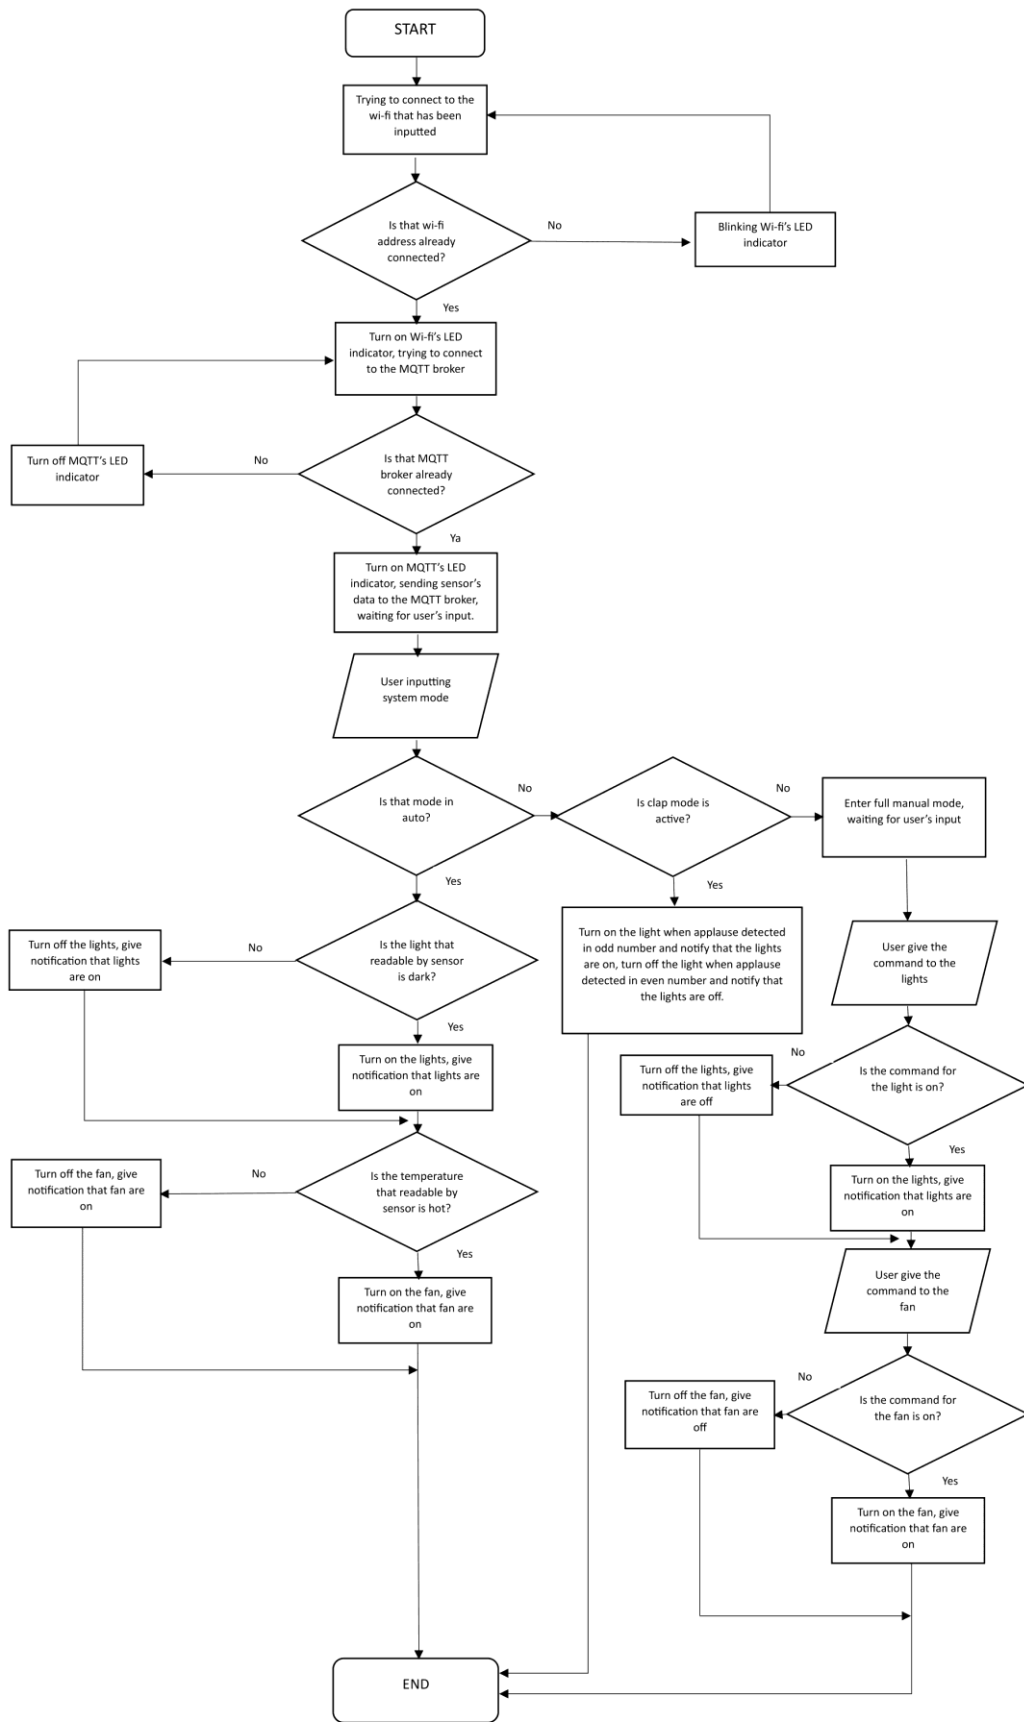 START
Trying to connect to the
wi-fi that has been
inputted
Is that wi-fi
address already
connected?
No
Blinking Wi-fi's LED
indicator
Yes
Turn on Wi-fi's LED
indicator, trying to connect
to the MQTT broker
Is that MQTT
broker already
connected?
No
Turn off MQTT's LED
indicator
Ya
Turn on MQTT's LED
indicator, sending sensor's
data to the MQTT broker,
waiting for user's input.
User inputting
system mode
Is that mode in
auto?
No
Is clap mode is
active?
No
Enter full manual mode,
waiting for user's input
Yes
Is the light that
readable by sensor
is dark?
No
Turn off the lights, give
notification that lights
are on
Yes
Turn on the lights, give
notification that lights are
on
Is the temperature
that readable by
sensor is hot?
No
Turn off the fan, give
notification that fan are
on
Yes
Turn on the fan, give
notification that fan are
on
Yes
Turn on the light when applause detected
in odd number and notify that the lights
are on, turn off the light when applause
detected in even number and notify that
the lights are off.
User give the
command to the
lights
Is the command for
the light is on?
No
Turn off the lights, give
notification that lights
are off
Yes
Turn on the lights, give
notification that lights are
on
User give the
command to the
fan
Is the command for
the fan is on?
No
Turn off the fan, give
notification that fan are
off
Yes
Turn on the fan, give
notification that fan are
on
END